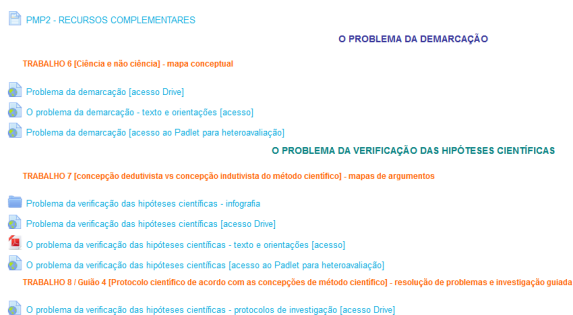 PMP2 - RECURSOS COMPLEMENTARES
O PROBLEMA DA DEMARCAÇÃO
TRABALHO 6 [Ciência e não ciência] - mapa conceptual
Problema da demarcação [acesso Drive]
O problema da demarcação - texto e orientações [acesso]
Problema da demarcação [acesso ao Padlet para heteroavaliação]
O PROBLEMA DA VERIFICAÇÃO DAS HIPÓTESES CIENTÍFICAS
TRABALHO 7 [concepção dedutivista vs concepção indutivista do método científico] - mapas de argumentos
Problema da verificação das hipóteses científicas - infografia
Problema da verificação das hipóteses científicas [acesso Drive]
O problema da verificação das hipóteses científicas - texto e orientações [acesso]
O problema da verificação das hipóteses científicas [acesso ao Padlet para heteroavaliação]
TRABALHO 8 / Guião 4 [Protocolo científico de acordo com as concepções de método científico] - resolução de problemas e investigação guiada
O problema da verificação das hipóteses científicas - protocolos de investigação [acesso Drive]